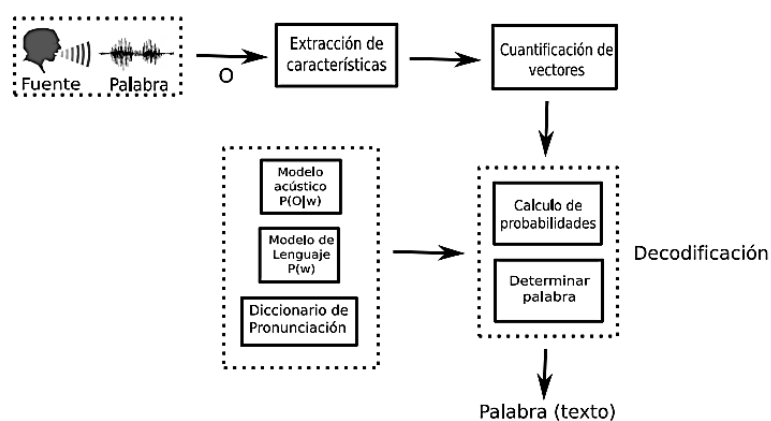 Fuente Palabra
O
Extracción de
características
Cuantificación de
vectores
Modelo
acústico
P(O|w)
Modelo de
Lenguaje
P(w)
Diccionario de
Pronunciación
Calculo de
probabilidades
Determinar
palabra
Decodificación
Palabra (texto)